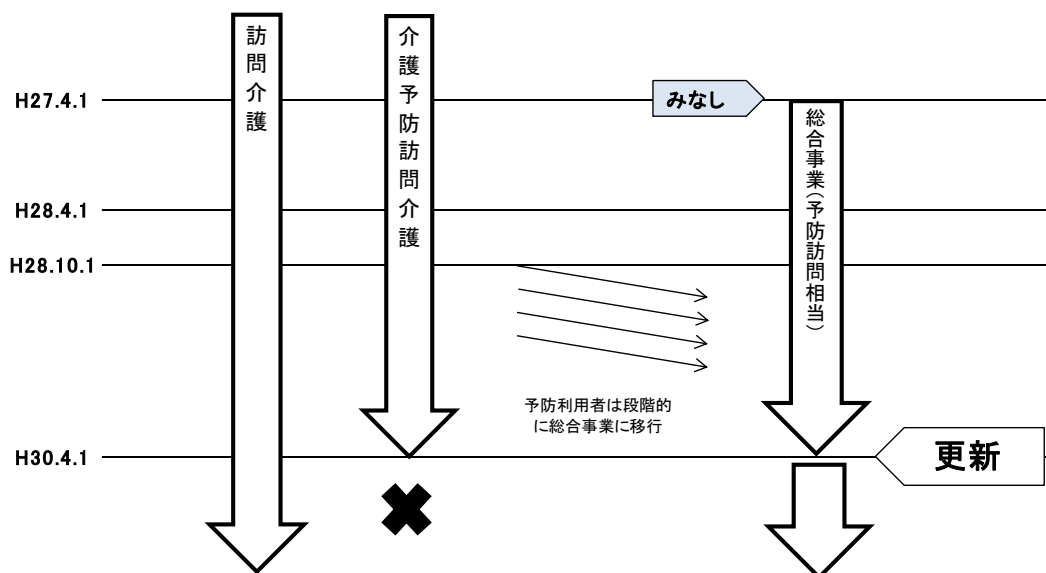 訪問介護
介護予防訪問介護
H27.4.1
みなし
総合事業(予防訪問相当)
H28.4.1
H28.10.1
予防利用者は段階的
に総合事業に移行
H30.4.1
更新